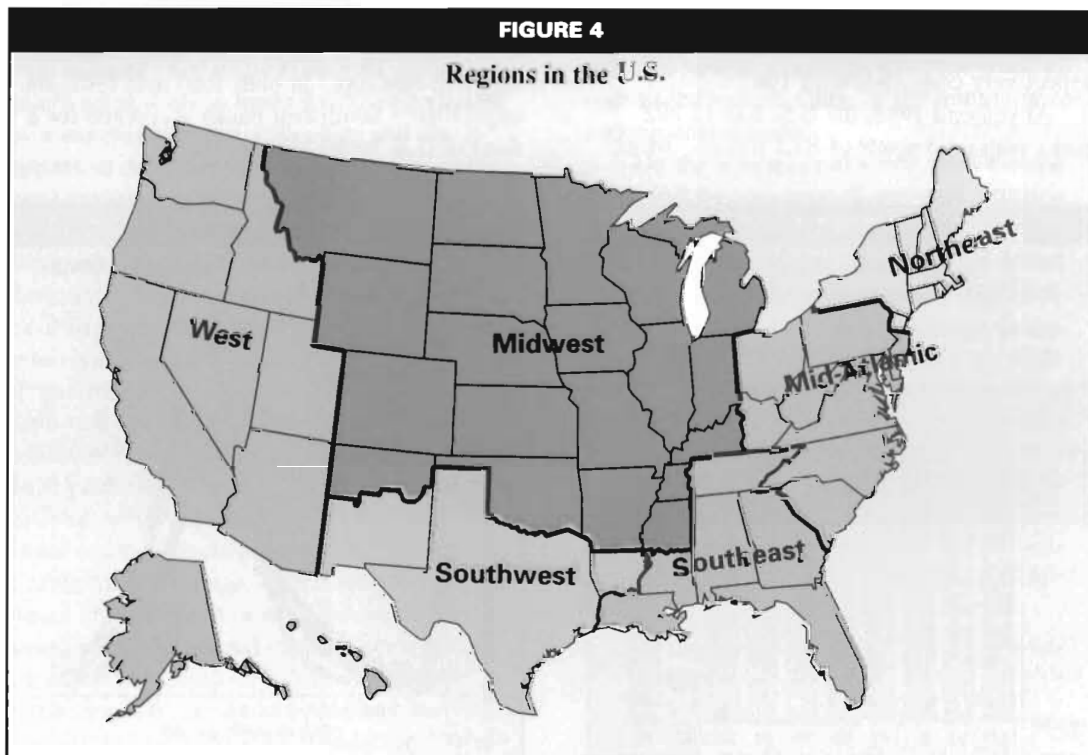 FIGURE 4
Regions in the U.S.
Northeast
West
Midwest
Mid-Atlantic
Southeast
Southwest